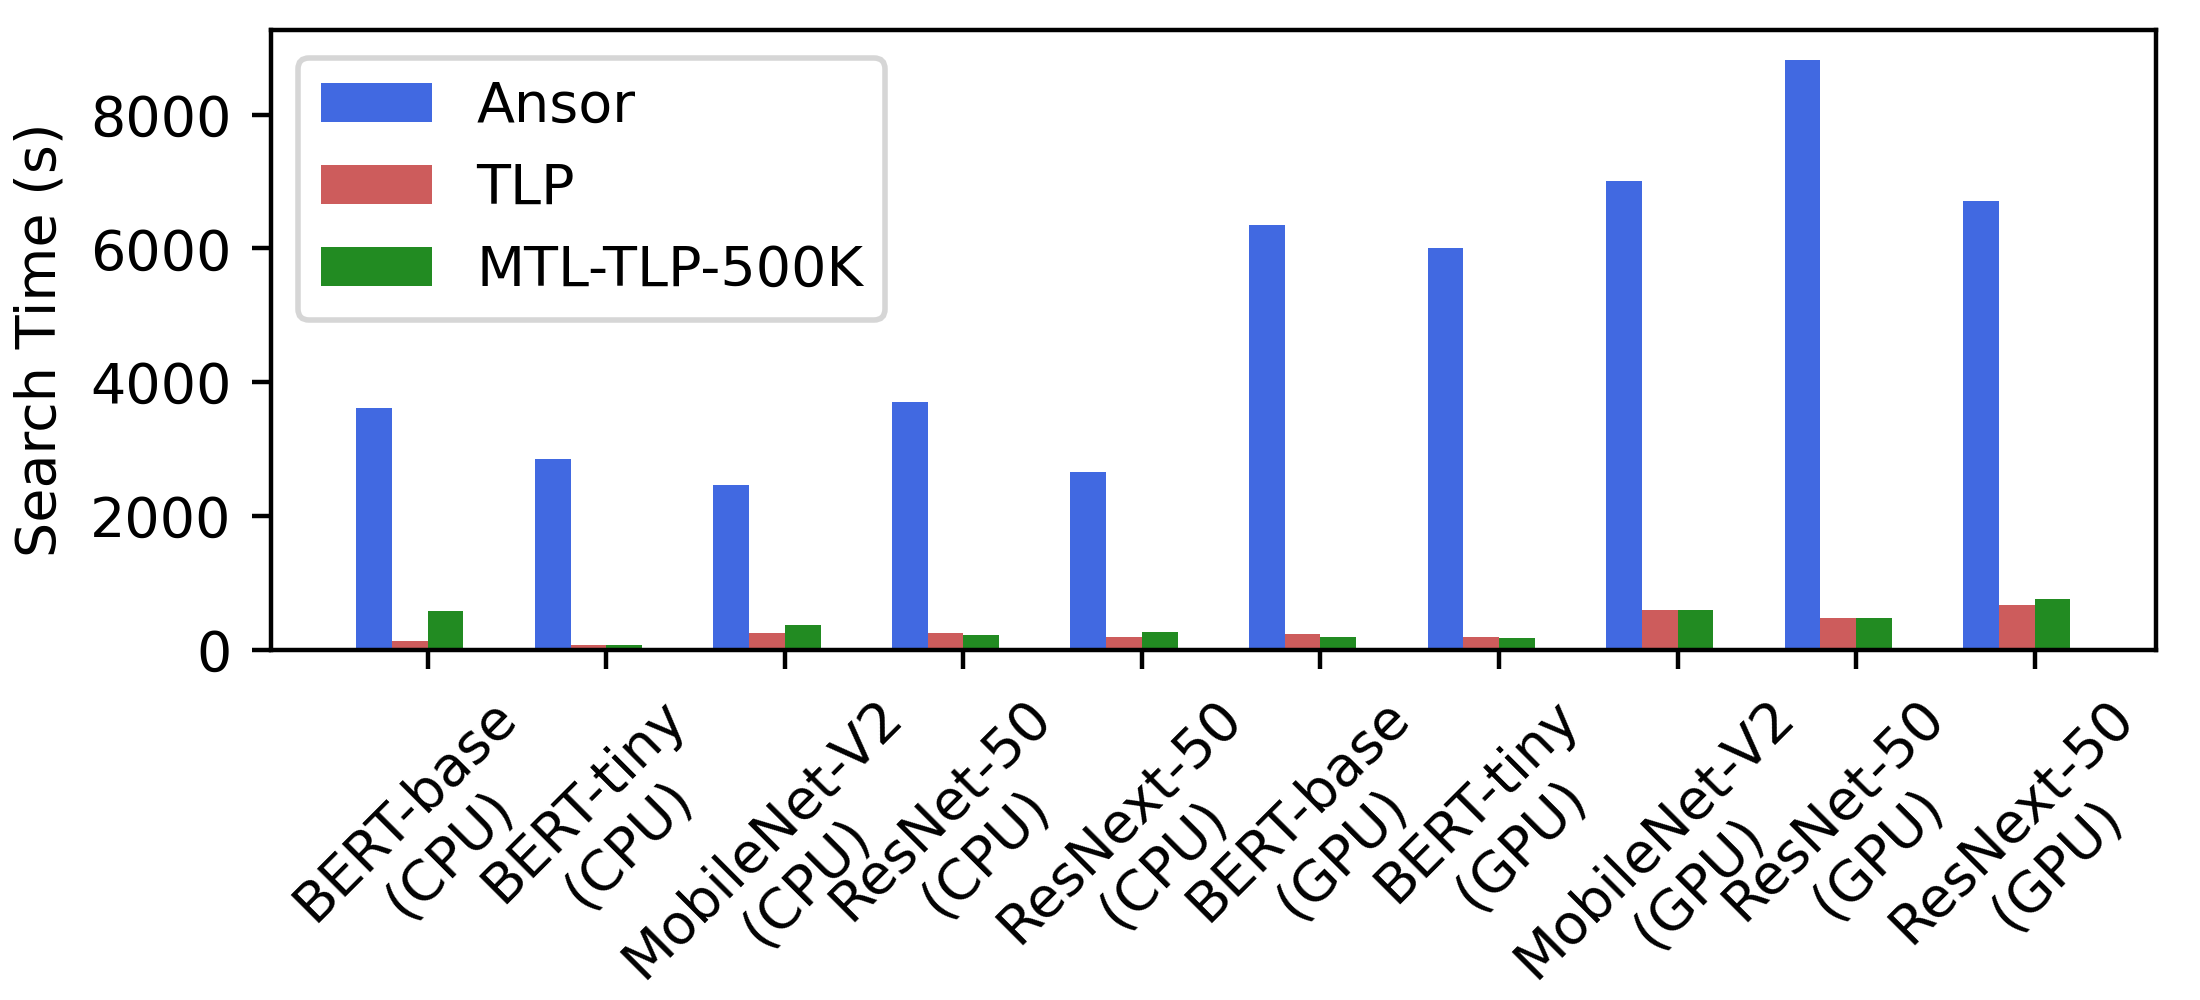 Ansor
TLP
MTL-TLP-500K
Search Time (s)
8000
6000
4000
2000
0
BERT-base
(CPU)
BERT-tiny
(CPU)
MobileNet-V2
(CPU)
ResNet-50
(CPU)
ResNext-50
(CPU)
BERT-base
(GPU)
BERT-tiny
(GPU)
MobileNet-V2
(GPU)
ResNet-50
(GPU)
ResNext-50
(GPU)